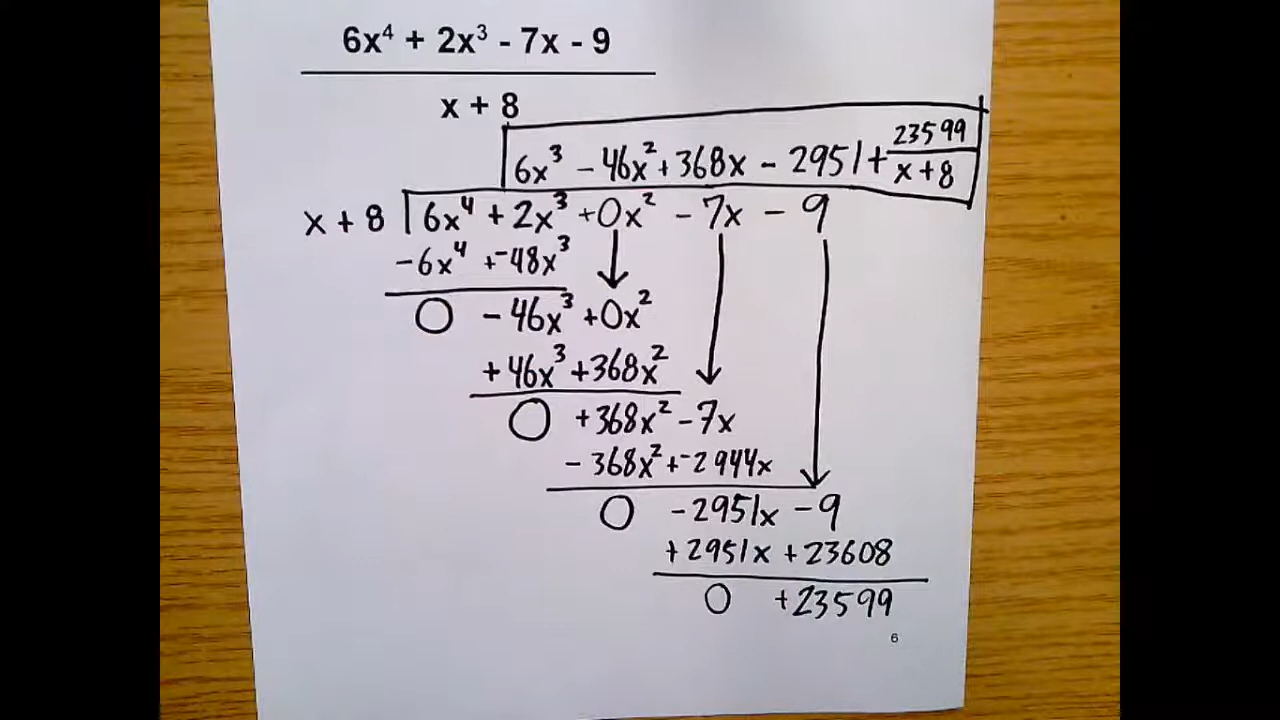 6x⁴ + 2x³ - 7x - 9
x + 8
6x³ - 46x² + 368x - 2951 + 23599/x + 8
x + 8 6x⁴ + 2x³ + 0x² - 7x - 9
-6x⁴ + -48x³
0 - 46x³ + 0x²
+ 46x³ + 368x²
0 + 368x² - 7x
- 368x² + -2944x
0 - 2951x - 9
+ 2951x + 23608
0 + 23599
6